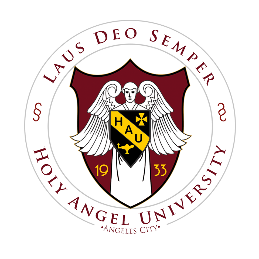 LAUS DEO SEMPER
HAU
19 33
HOLY ANGEL UNIVERSITY
•ANGELES CITY•